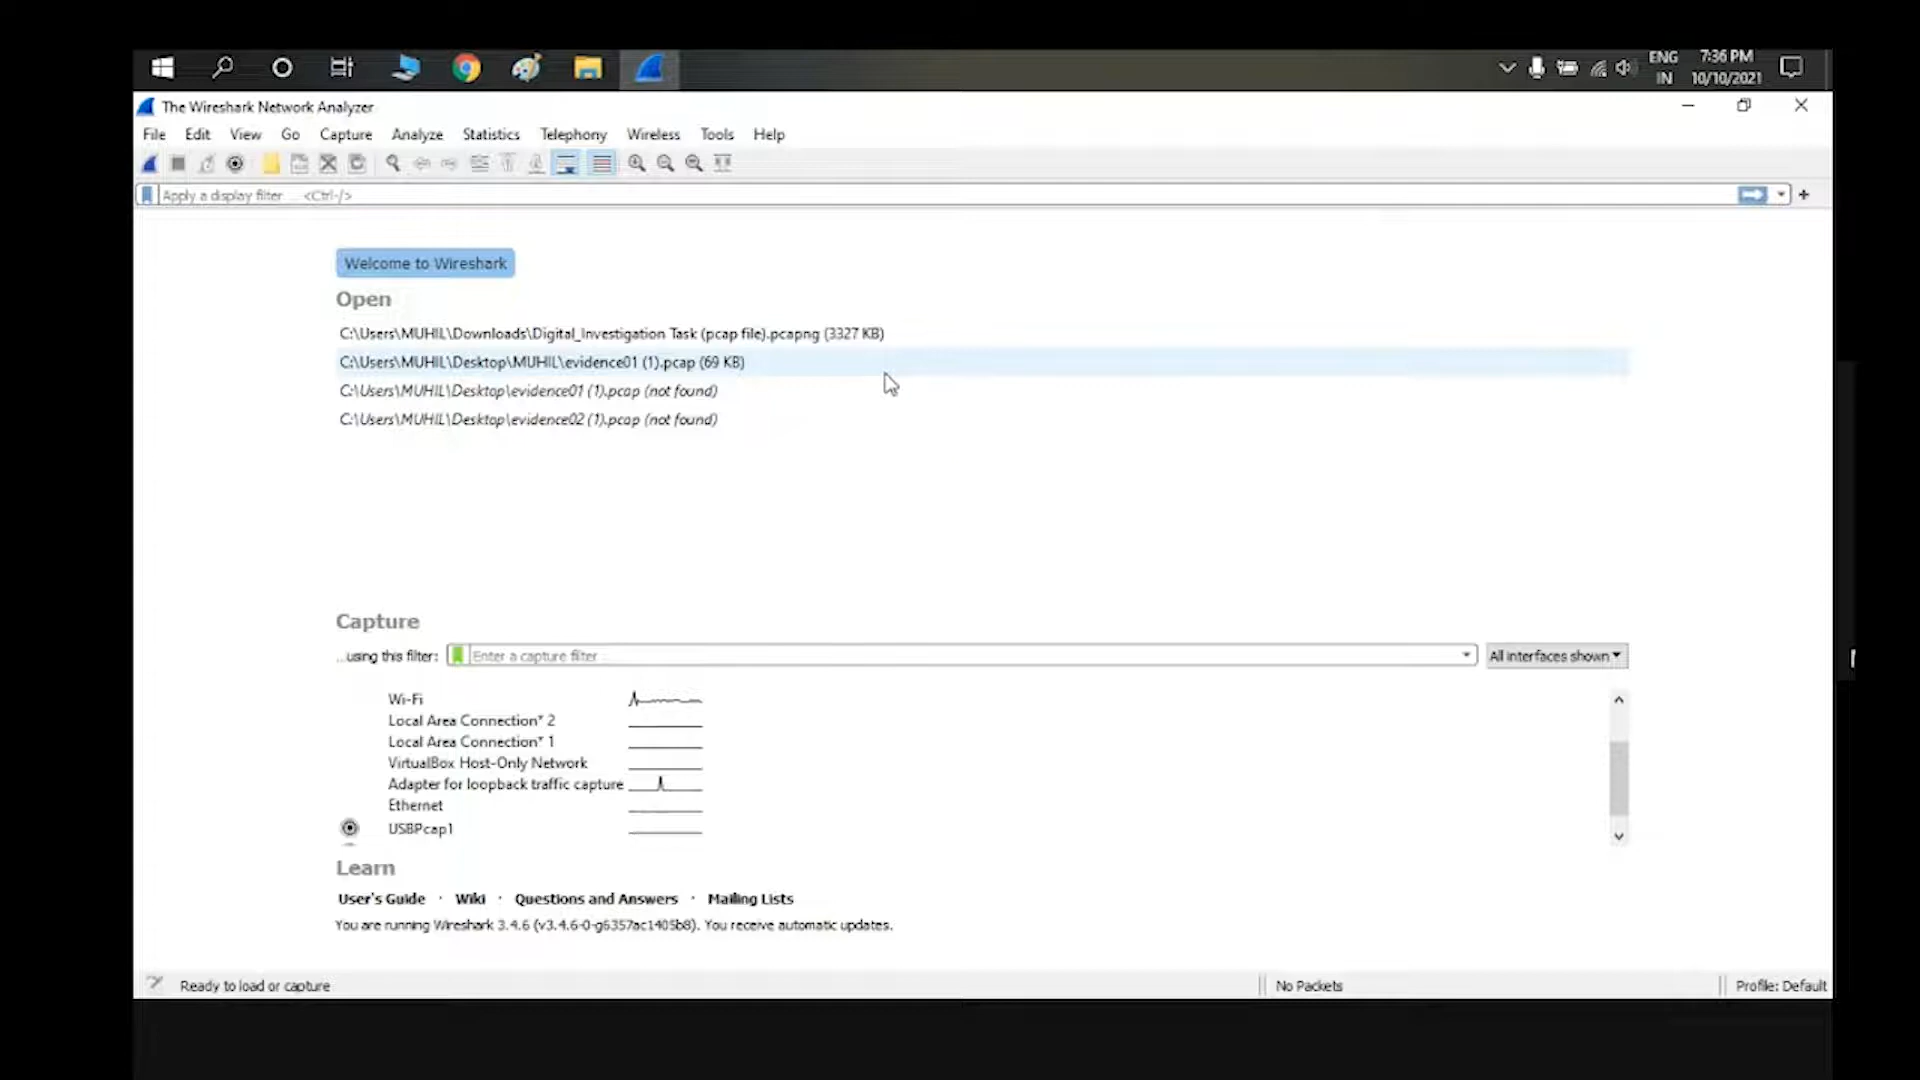 ENG 7:36 PM
IN 10/10/2021
The Wireshark Network Analyzer
File Edit View Go Capture Analyze Statistics Telephony Wireless Tools Help
Apply a display filter ... <Ctrl-/>
Welcome to Wireshark
Open
C:\Users\MUHIL\Downloads\Digital_Investigation Task (pcap file).pcapng (3327 KB)
C:\Users\MUHIL\Desktop\MUHIL\evidence01 (1).pcap (69 KB)
C:\Users\MUHIL\Desktop\evidence01 (1).pcap (not found)
C:\Users\MUHIL\Desktop\evidence02 (1).pcap (not found)
Capture
...using this filter: Enter a capture filter ... All interfaces shown
Wi-Fi
Local Area Connection* 2
Local Area Connection* 1
VirtualBox Host-Only Network
Adapter for loopback traffic capture
Ethernet
USBPcap1
Learn
User's Guide · Wiki · Questions and Answers · Mailing Lists
You are running Wireshark 3.4.6 (v3.4.6-0-g6357ac1405b8). You receive automatic updates.
Ready to load or capture No Packets Profile: Default